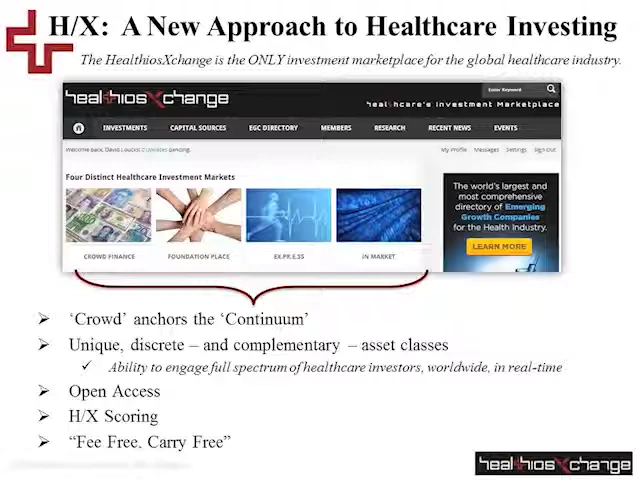 H/X: A New Approach to Healthcare Investing
The HealthiosXchange is the ONLY investment marketplace for the global healthcare industry.
healthiosXchange
Enter Keyword
healthcare's Investment Marketplace
INVESTMENTS CAPITAL SOURCES EGC DIRECTORY MEMBERS RESEARCH RECENT NEWS EVENTS
Welcome back, David Loucks! pending.
My Profile Messages Settings Sign Out
Four Distinct Healthcare Investment Markets
CROWD FINANCE FOUNDATION PLACE EX.PR.E.SS IN MARKET
The world's largest and
most comprehensive
directory of Emerging
Growth Companies
for the Health Industry.
LEARN MORE
➢ ‘Crowd’ anchors the ‘Continuum’
➢ Unique, discrete – and complementary – asset classes
✓ Ability to engage full spectrum of healthcare investors, worldwide, in real-time
➢ Open Access
➢ H/X Scoring
➢ “Fee Free. Carry Free”
healthiosXchange